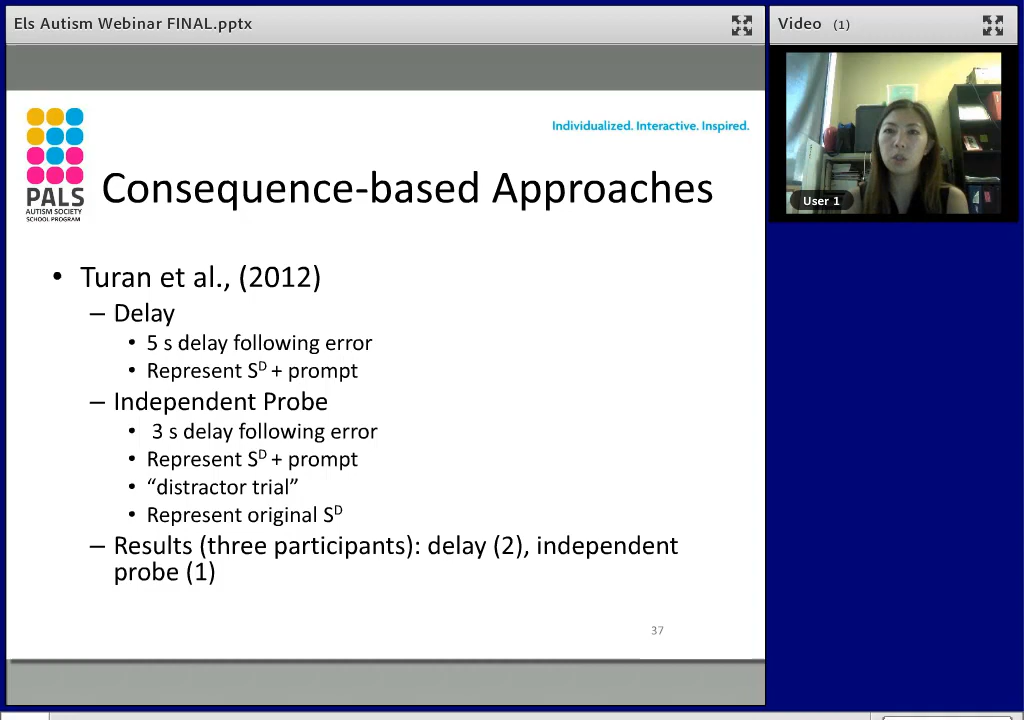 Els Autism Webinar FINAL.pptx
Video (1)
Individualized. Interactive. Inspired.
PALS
AUTISM SOCIETY
SCHOOL PROGRAM
Consequence-based Approaches
User 1
• Turan et al., (2012)
– Delay
• 5 s delay following error
• Represent Sᴰ + prompt
– Independent Probe
• 3 s delay following error
• Represent Sᴰ + prompt
• “distractor trial”
• Represent original Sᴰ
– Results (three participants): delay (2), independent
probe (1)
37